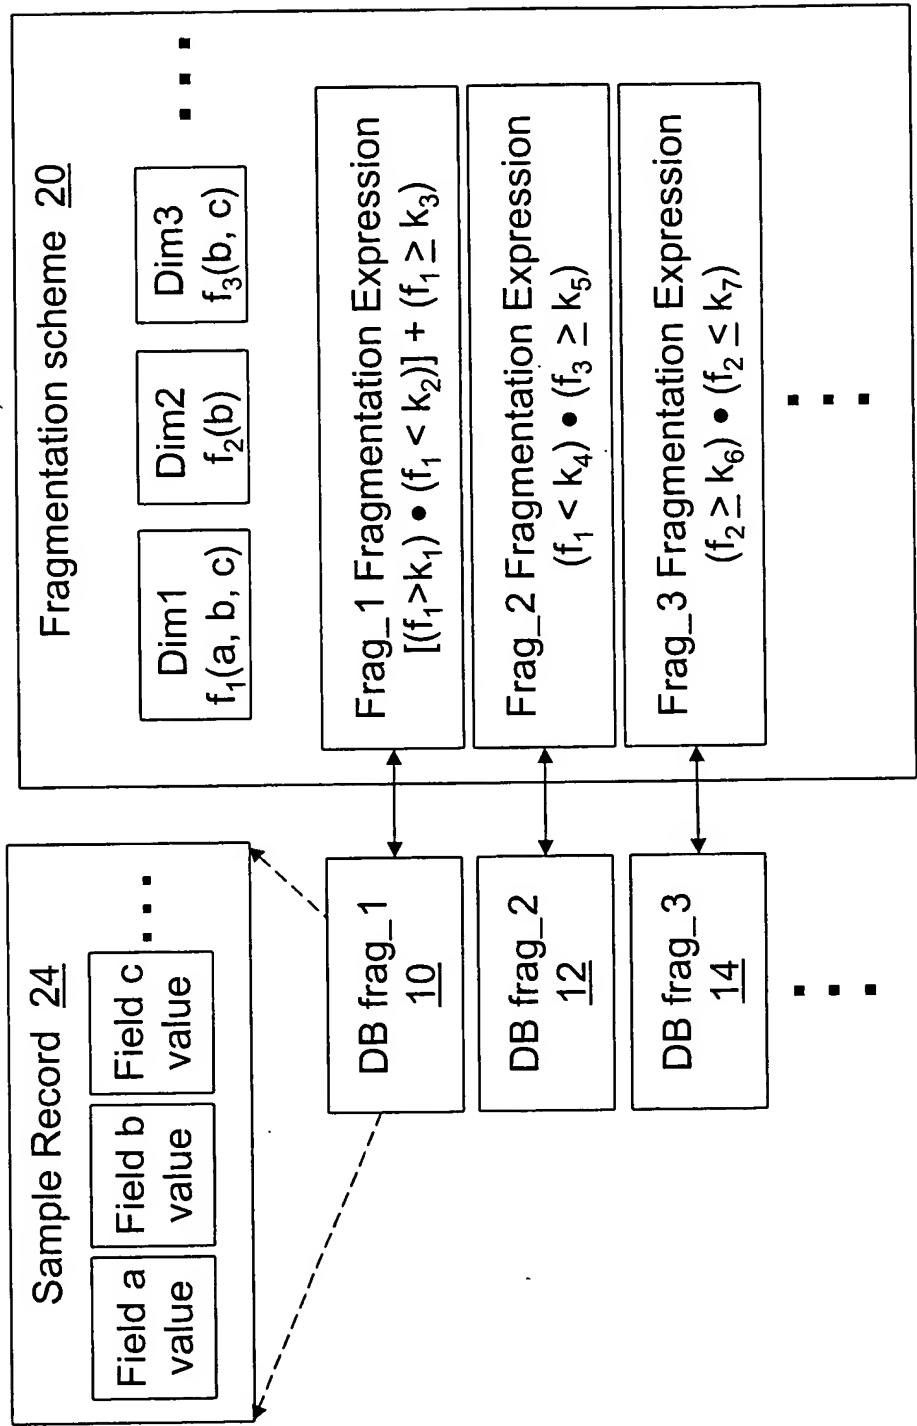 Sample Record 24
Field a value
Field b value
Field c value
. . .
DB frag_1
10
DB frag_2
12
DB frag_3
14
. . .
Fragmentation scheme 20
Dim1
f₁(a, b, c)
Dim2
f₂(b)
Dim3
f₃(b, c)
. . .
Frag_1 Fragmentation Expression
[(f₁>k₁) • (f₁ < k₂)] + (f₁ ≥ k₃)
Frag_2 Fragmentation Expression
(f₁ < k₄) • (f₃ ≥ k₅)
Frag_3 Fragmentation Expression
(f₂ ≥ k₆) • (f₂ ≤ k₇)
. . .